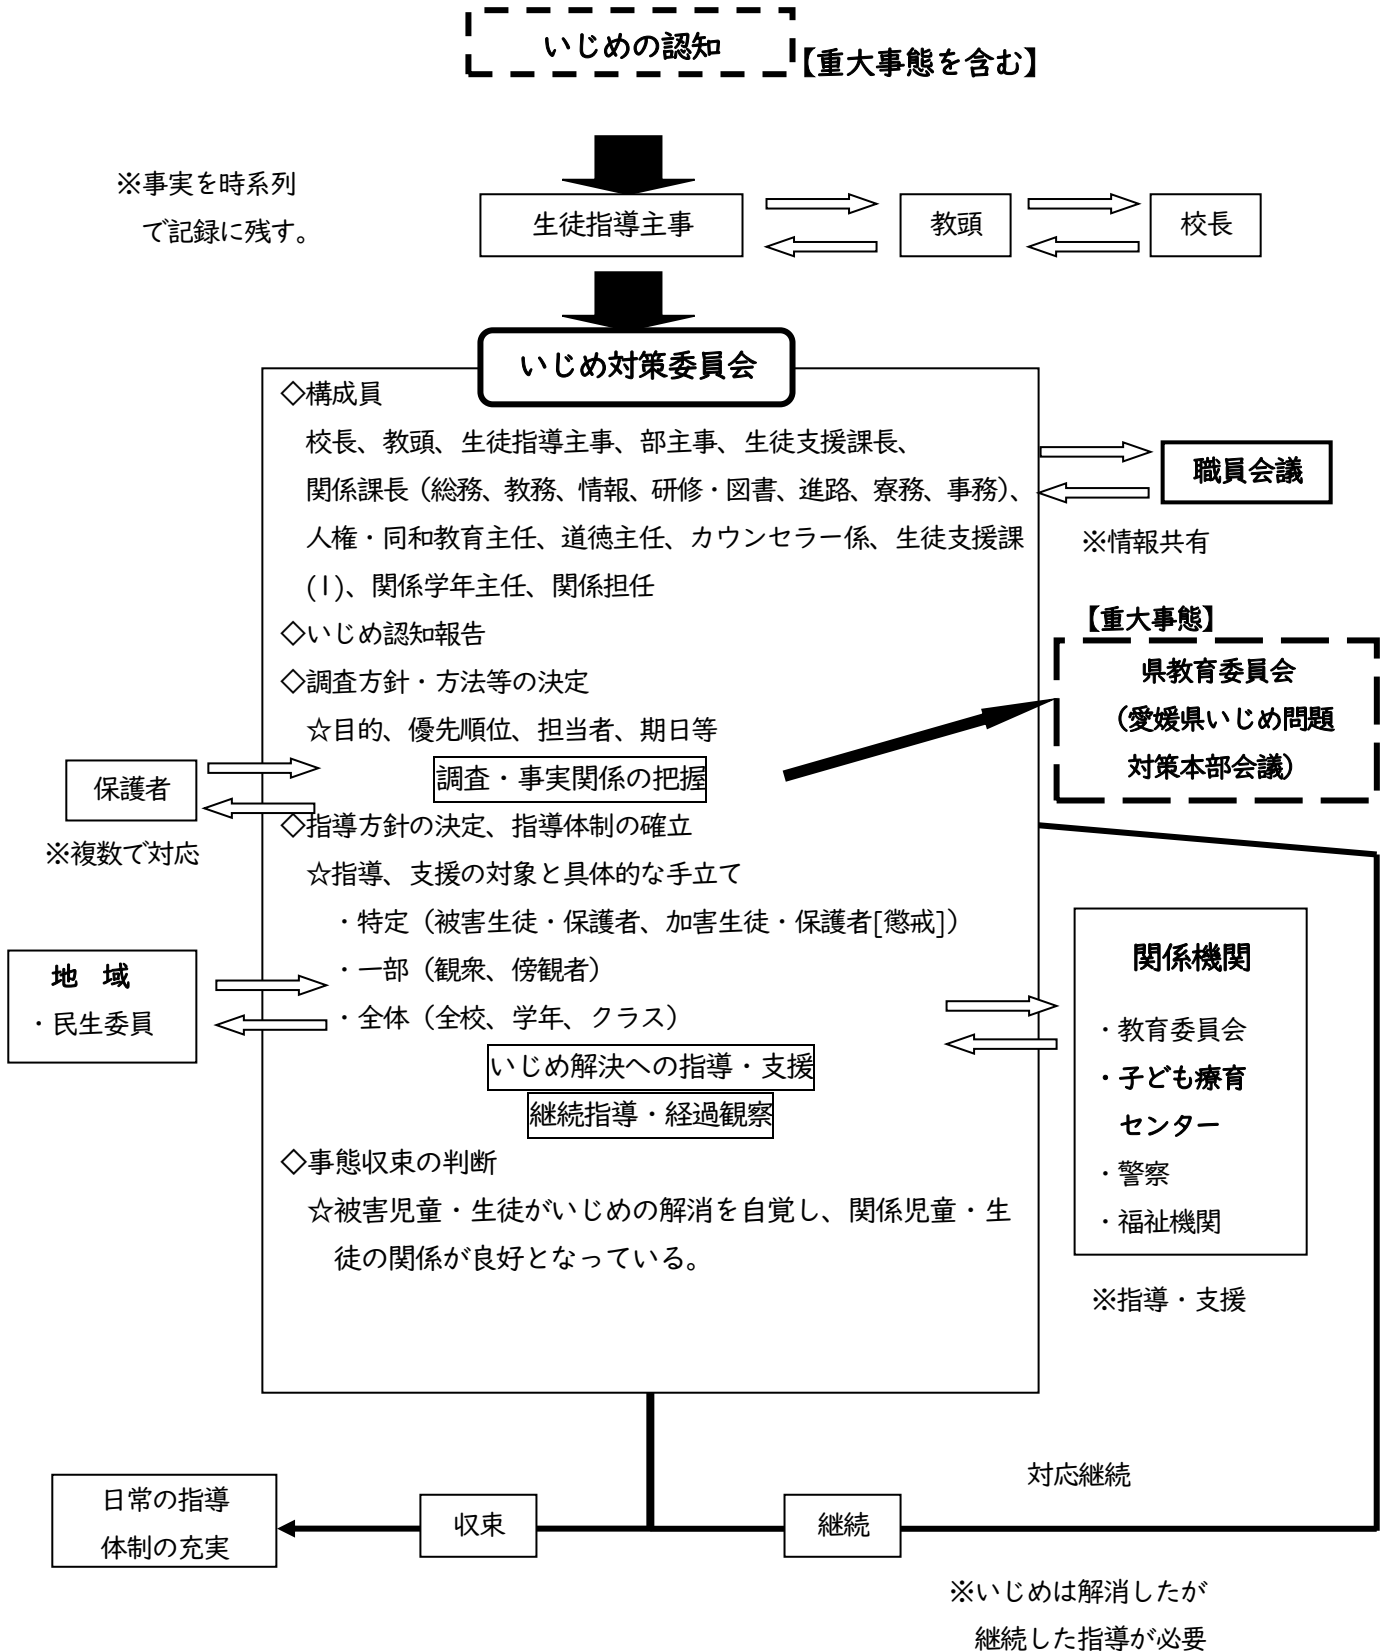 いじめの認知
【重大事態を含む】
※事実を時系列
で記録に残す。
生徒指導主事
教頭
校長
いじめ対策委員会
◇構成員
校長、教頭、生徒指導主事、部主事、生徒支援課長、
関係課長（総務、教務、情報、研修・図書、進路、寮務、事務）、
人権・同和教育主任、道徳主任、カウンセラー係、生徒支援課
(1)、関係学年主任、関係担任
◇いじめ認知報告
◇調査方針・方法等の決定
☆目的、優先順位、担当者、期日等
調査・事実関係の把握
◇指導方針の決定、指導体制の確立
☆指導、支援の対象と具体的な手立て
・特定（被害生徒・保護者、加害生徒・保護者[懲戒]）
・一部（観衆、傍観者）
・全体（全校、学年、クラス）
いじめ解決への指導・支援
継続指導・経過観察
◇事態収束の判断
☆被害児童・生徒がいじめの解消を自覚し、関係児童・生
徒の関係が良好となっている。
職員会議
※情報共有
【重大事態】
県教育委員会
（愛媛県いじめ問題
対策本部会議）
保護者
※複数で対応
地　域
・民生委員
関係機関
・教育委員会
・子ども療育
センター
・警察
・福祉機関
※指導・支援
対応継続
日常の指導
体制の充実
収束
継続
※いじめは解消したが
継続した指導が必要